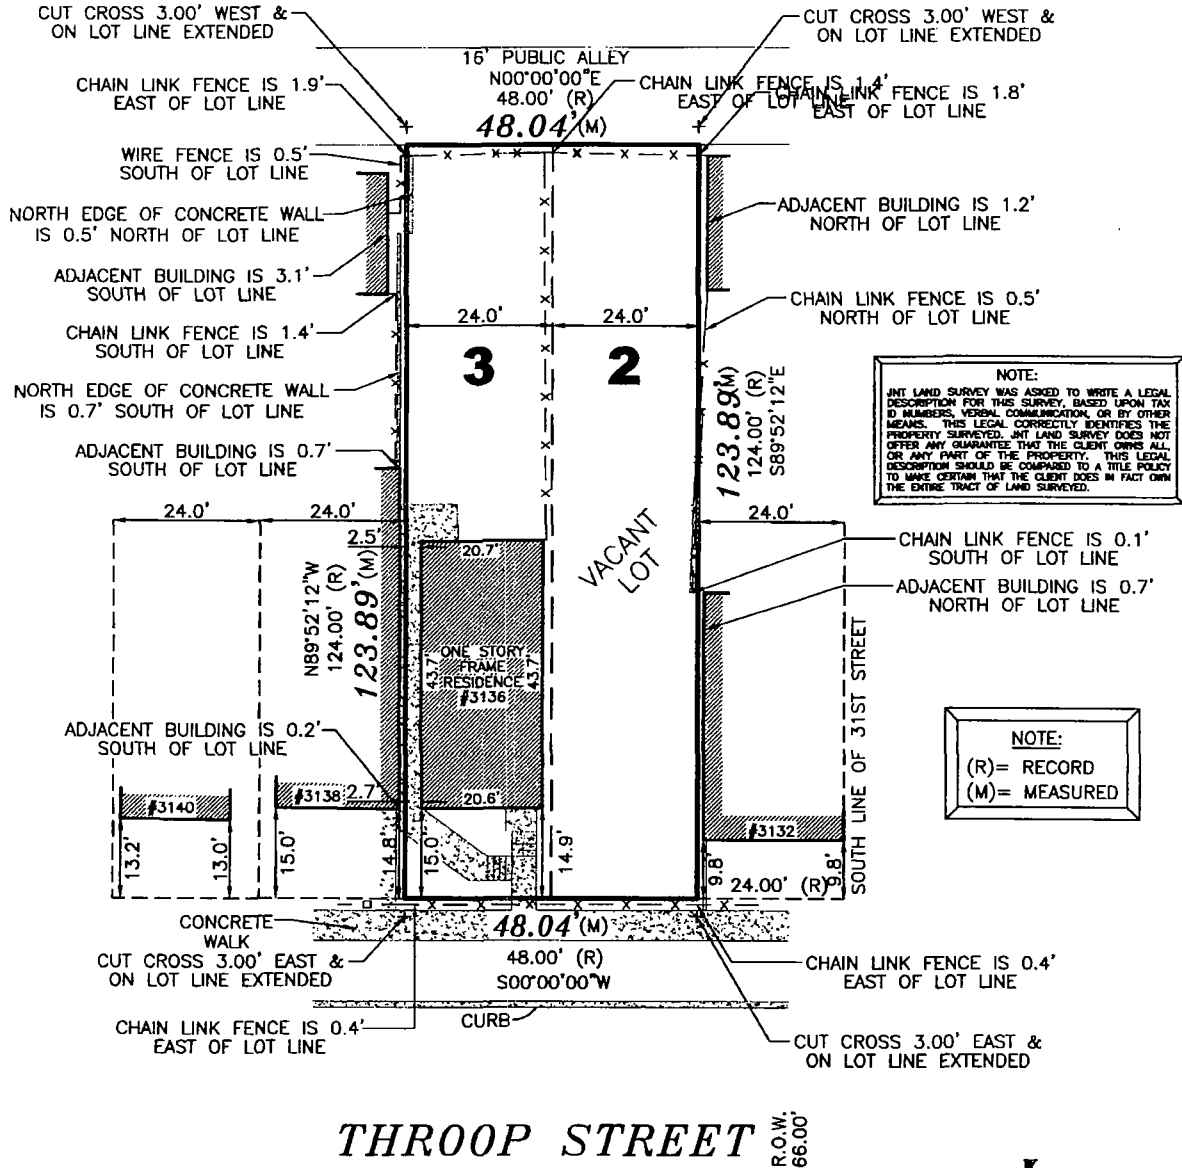 CUT CROSS 3.00' WEST &
ON LOT LINE EXTENDED
CUT CROSS 3.00' WEST &
ON LOT LINE EXTENDED
16' PUBLIC ALLEY
N00°00'00"E
48.00' (R)
48.04' (M)
CHAIN LINK FENCE IS 1.9'
EAST OF LOT LINE
CHAIN LINK FENCE IS 1.4'
EAST OF LOT LINE
CHAIN LINK FENCE IS 1.8'
EAST OF LOT LINE
WIRE FENCE IS 0.5'
SOUTH OF LOT LINE
NORTH EDGE OF CONCRETE WALL
IS 0.5' NORTH OF LOT LINE
ADJACENT BUILDING IS 1.2'
NORTH OF LOT LINE
ADJACENT BUILDING IS 3.1'
SOUTH OF LOT LINE
CHAIN LINK FENCE IS 0.5'
NORTH OF LOT LINE
24.0'
24.0'
CHAIN LINK FENCE IS 1.4'
SOUTH OF LOT LINE
3
2
NORTH EDGE OF CONCRETE WALL
IS 0.7' SOUTH OF LOT LINE
123.89' (M)
124.00' (R)
S89°52'12"E
NOTE:
JNT LAND SURVEY WAS ASKED TO WRITE A LEGAL
DESCRIPTION FOR THIS SURVEY, BASED UPON TAX
ID NUMBERS, VERBAL COMMUNICATION, OR BY OTHER
MEANS. THIS LEGAL CORRECTLY IDENTIFIES THE
PROPERTY SURVEYED. JNT LAND SURVEY DOES NOT
OFFER ANY GUARANTEE THAT THE CLIENT OWNS ALL,
OR ANY PART OF THE PROPERTY. THIS LEGAL
DESCRIPTION SHOULD BE COMPARED TO A TITLE POLICY
TO MAKE CERTAIN THAT THE CLIENT DOES IN FACT OWN
THE ENTIRE TRACT OF LAND SURVEYED.
ADJACENT BUILDING IS 0.7'
SOUTH OF LOT LINE
24.0'
24.0'
24.0'
2.5'
20.7'
VACANT
LOT
CHAIN LINK FENCE IS 0.1'
SOUTH OF LOT LINE
ADJACENT BUILDING IS 0.7'
NORTH OF LOT LINE
N89°52'12"W
124.00' (R)
123.89' (M)
43.7'
ONE STORY
FRAME
RESIDENCE
#3136
43.7'
SOUTH LINE OF 31ST STREET
ADJACENT BUILDING IS 0.2'
SOUTH OF LOT LINE
NOTE:
(R)= RECORD
(M)= MEASURED
#3140
#3138
2.7'
20.6'
#3132
13.2'
13.0'
15.0'
14.8'
15.0'
14.9'
9.8'
24.00' (R)
9.8'
CONCRETE
WALK
48.04' (M)
48.00' (R)
S00°00'00"W
CUT CROSS 3.00' EAST &
ON LOT LINE EXTENDED
CHAIN LINK FENCE IS 0.4'
EAST OF LOT LINE
CHAIN LINK FENCE IS 0.4'
EAST OF LOT LINE
CURB
CUT CROSS 3.00' EAST &
ON LOT LINE EXTENDED
THROOP STREET
R.O.W.
66.00'